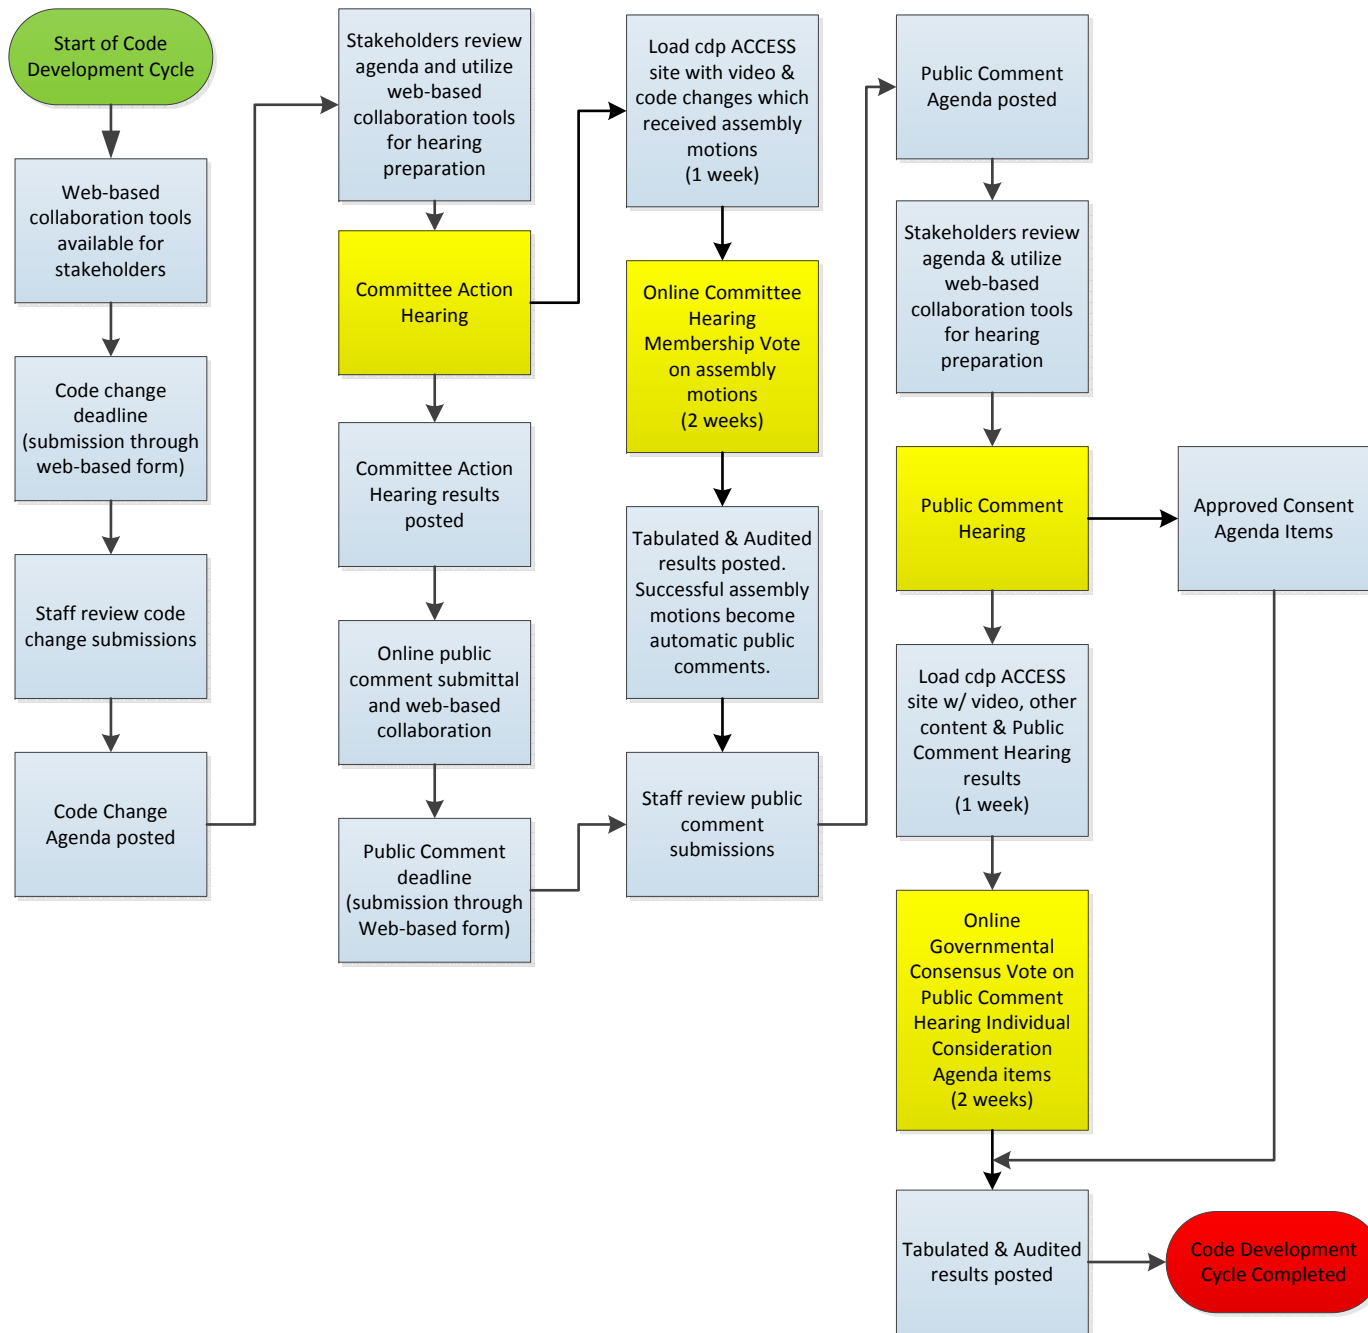 Start of Code
Development Cycle
Web-based
collaboration tools
available for
stakeholders
Code change
deadline
(submission through
web-based form)
Staff review code
change submissions
Code Change
Agenda posted
Stakeholders review
agenda and utilize
web-based
collaboration tools
for hearing
preparation
Committee Action
Hearing
Committee Action
Hearing results
posted
Online public
comment submittal
and web-based
collaboration
Public Comment
deadline
(submission through
Web-based form)
Load cdp ACCESS
site with video &
code changes which
received assembly
motions
(1 week)
Online Committee
Hearing
Membership Vote
on assembly
motions
(2 weeks)
Tabulated & Audited
results posted.
Successful assembly
motions become
automatic public
comments.
Staff review public
comment
submissions
Public Comment
Agenda posted
Stakeholders review
agenda & utilize
web-based
collaboration tools
for hearing
preparation
Public Comment
Hearing
Approved Consent
Agenda Items
Load cdp ACCESS
site w/ video, other
content & Public
Comment Hearing
results
(1 week)
Online
Governmental
Consensus Vote on
Public Comment
Hearing Individual
Consideration
Agenda items
(2 weeks)
Tabulated & Audited
results posted
Code Development
Cycle Completed